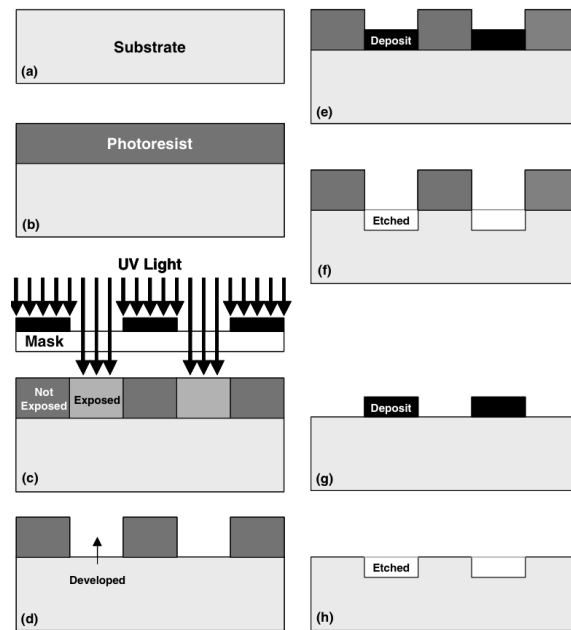 Substrate
(a)
Photoresist
(b)
UV Light
Mask
Not
Exposed
Exposed
(c)
Developed
(d)
Deposit
(e)
Etched
(f)
Deposit
(g)
Etched
(h)